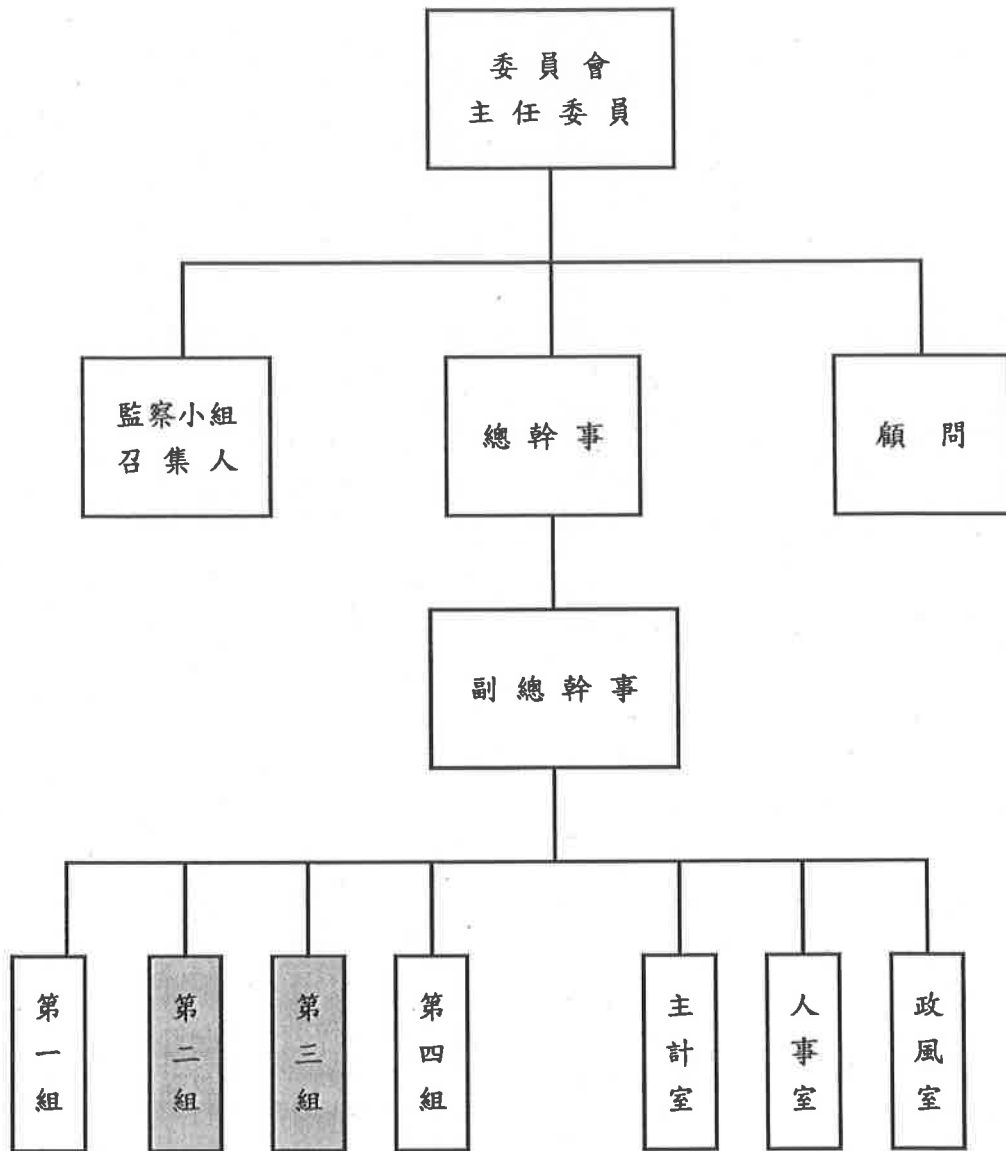 委員會
主任委員
監察小組
召集人
總幹事
顧問
副總幹事
第一組
第二組
第三組
第四組
主計室
人事室
政風室